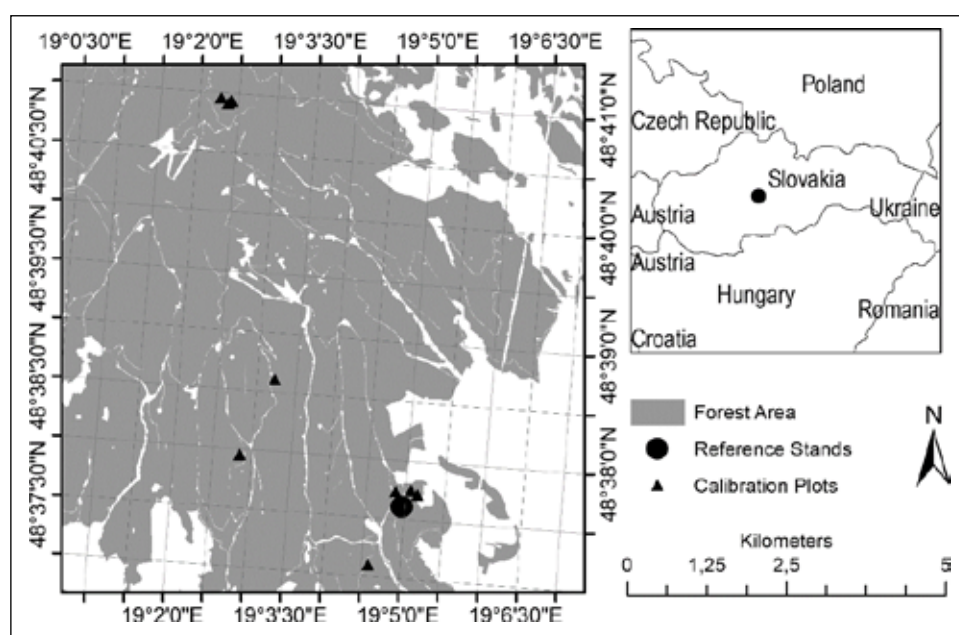 19°0'30"E 19°2'0"E 19°3'30"E 19°5'0"E 19°6'30"E
48°40'30"N
48°39'30"N
48°38'30"N
48°37'30"N
48°41'0"N
48°40'0"N
48°39'0"N
48°38'0"N
19°2'0"E 19°3'30"E 19°5'0"E 19°6'30"E
Poland
Czech Republic
Slovakia
Austria
Ukraine
Austria
Hungary
Romania
Croatia
Forest Area
Reference Stands
Calibration Plots
N
Kilometers
0 1,25 2,5 5